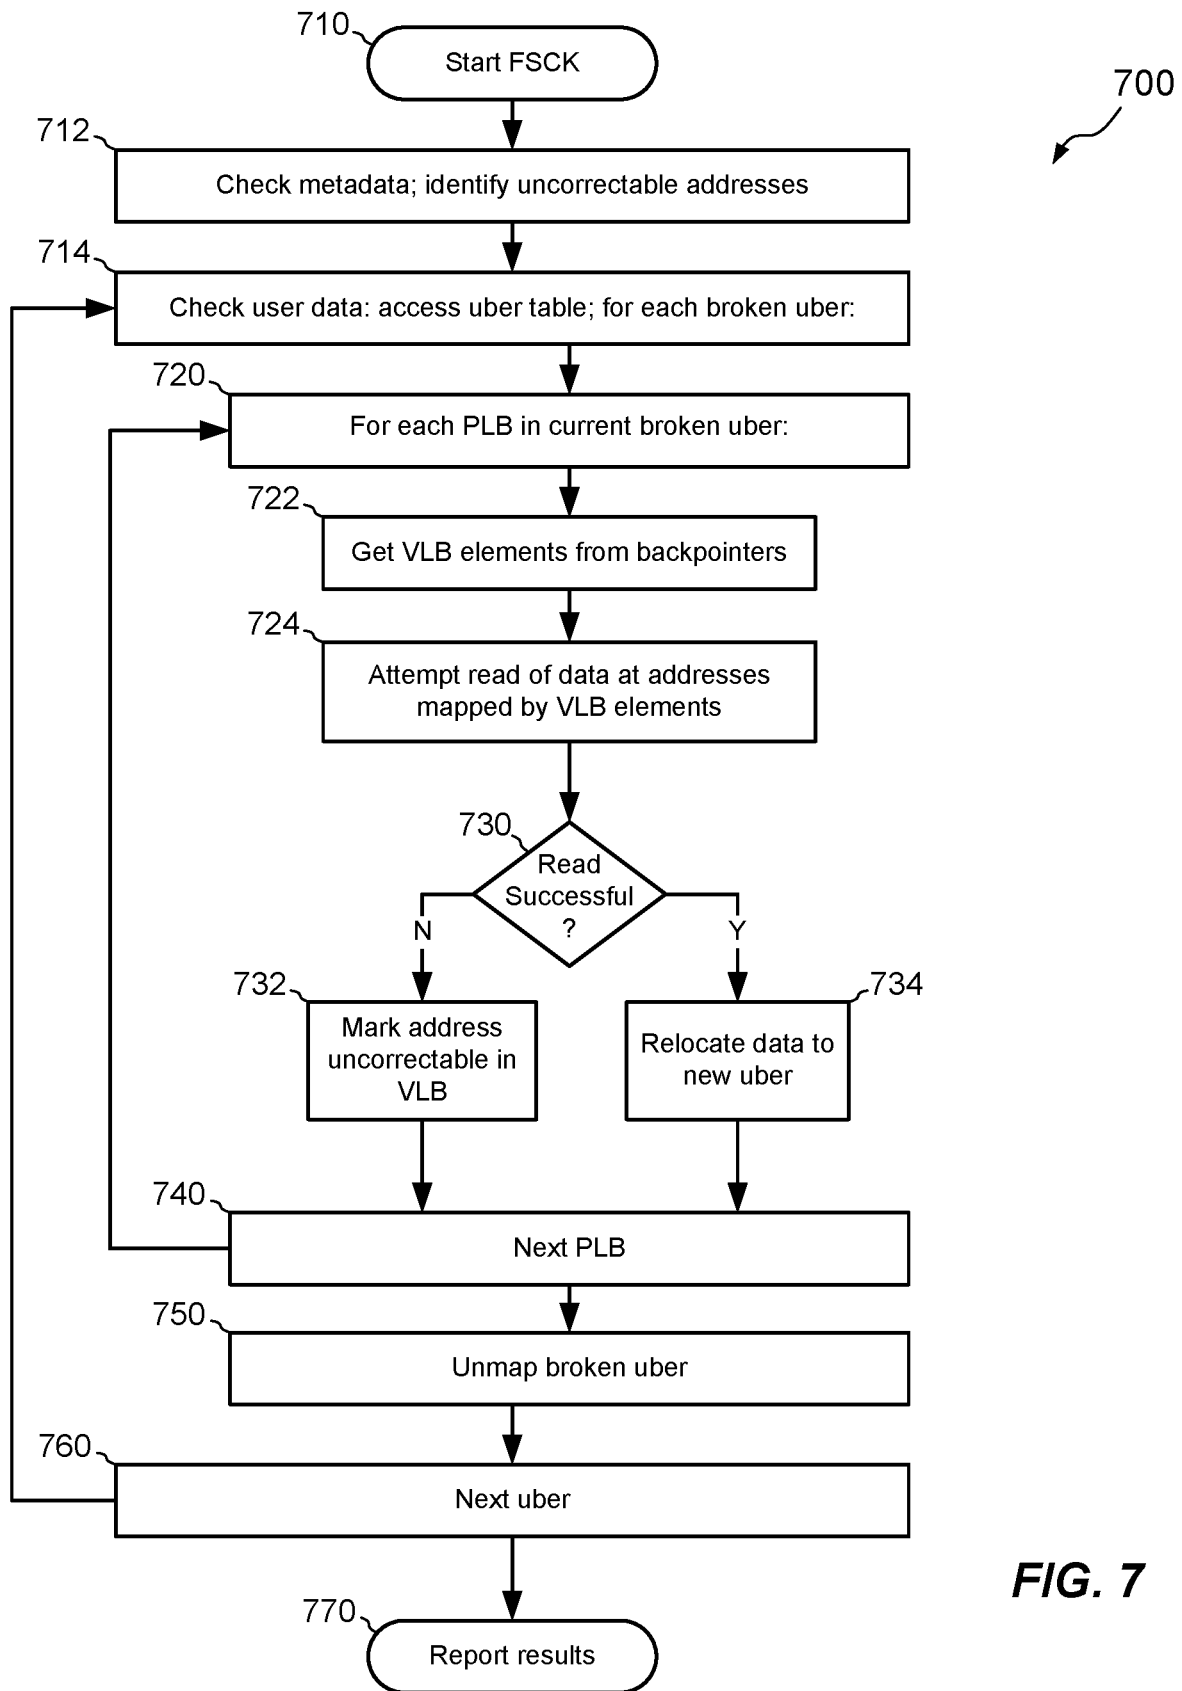 710
Start FSCK
700
712
Check metadata; identify uncorrectable addresses
714
Check user data: access uber table; for each broken uber:
720
For each PLB in current broken uber:
722
Get VLB elements from backpointers
724
Attempt read of data at addresses
mapped by VLB elements
730
Read
Successful
?
N
Y
732
Mark address
uncorrectable in
VLB
734
Relocate data to
new uber
740
Next PLB
750
Unmap broken uber
760
Next uber
770
Report results
FIG. 7